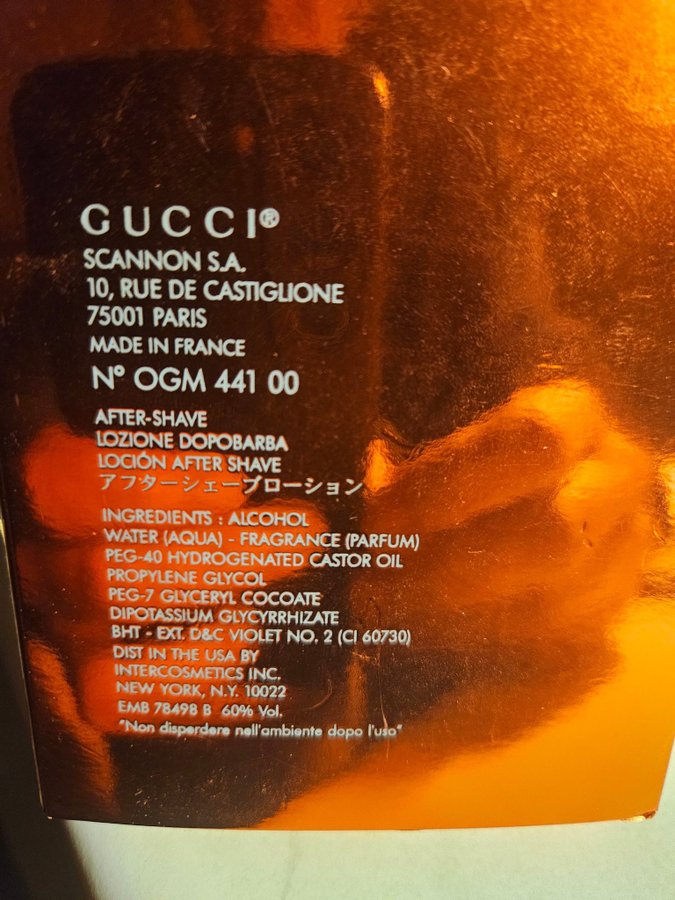 GUCCI®
SCANNON S.A.
10, RUE DE CASTIGLIONE
75001 PARIS
MADE IN FRANCE
N° OGM 441 00
AFTER-SHAVE
LOZIONE DOPOBARBA
LOCIÓN AFTER SHAVE
アフターシェーブローション
INGREDIENTS : ALCOHOL
WATER (AQUA) - FRAGRANCE (PARFUM)
PEG-40 HYDROGENATED CASTOR OIL
PROPYLENE GLYCOL
PEG-7 GLYCERYL COCOATE
DIPOTASSIUM GLYCYRRHIZATE
BHT - EXT. D&C VIOLET NO. 2 (CI 60730)
DIST IN THE USA BY
INTERCOSMETICS INC.
NEW YORK, N.Y. 10022
EMB 78498 B 60% Vol.
"Non disperdere nell'ambiente dopo l'uso"